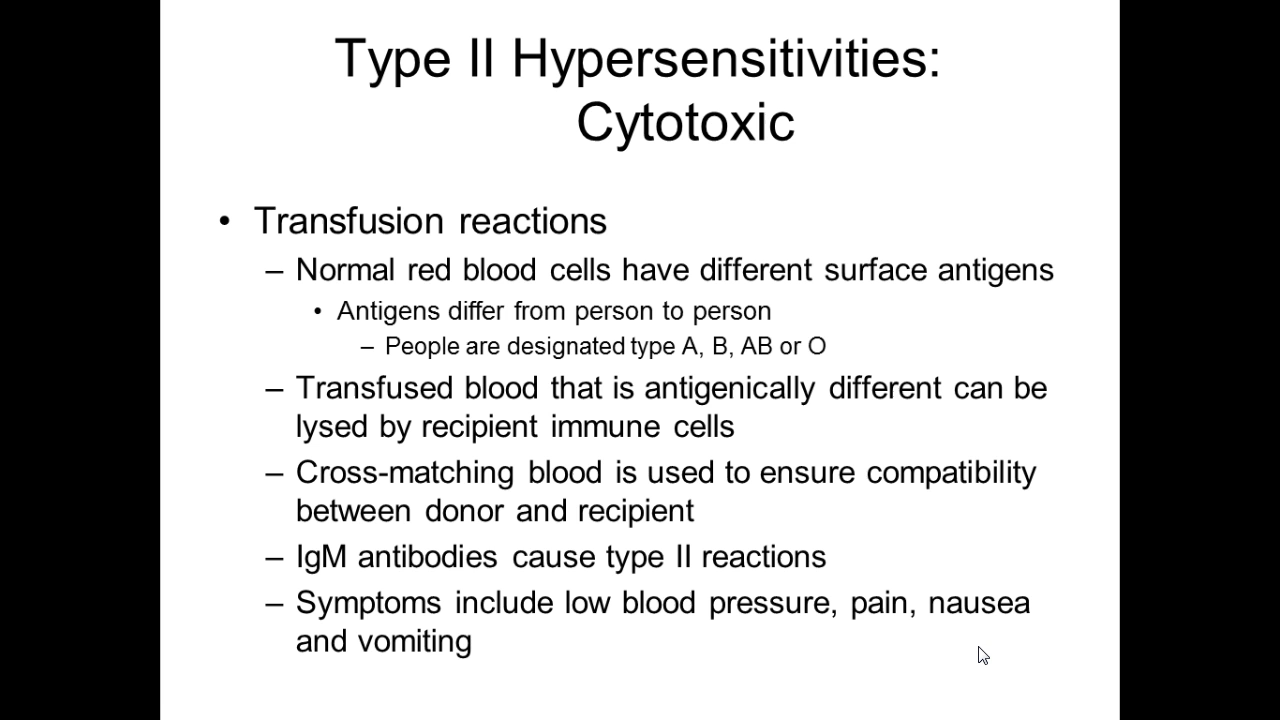 Type II Hypersensitivities:
Cytotoxic
• Transfusion reactions
– Normal red blood cells have different surface antigens
• Antigens differ from person to person
– People are designated type A, B, AB or O
– Transfused blood that is antigenically different can be
lysed by recipient immune cells
– Cross-matching blood is used to ensure compatibility
between donor and recipient
– IgM antibodies cause type II reactions
– Symptoms include low blood pressure, pain, nausea
and vomiting